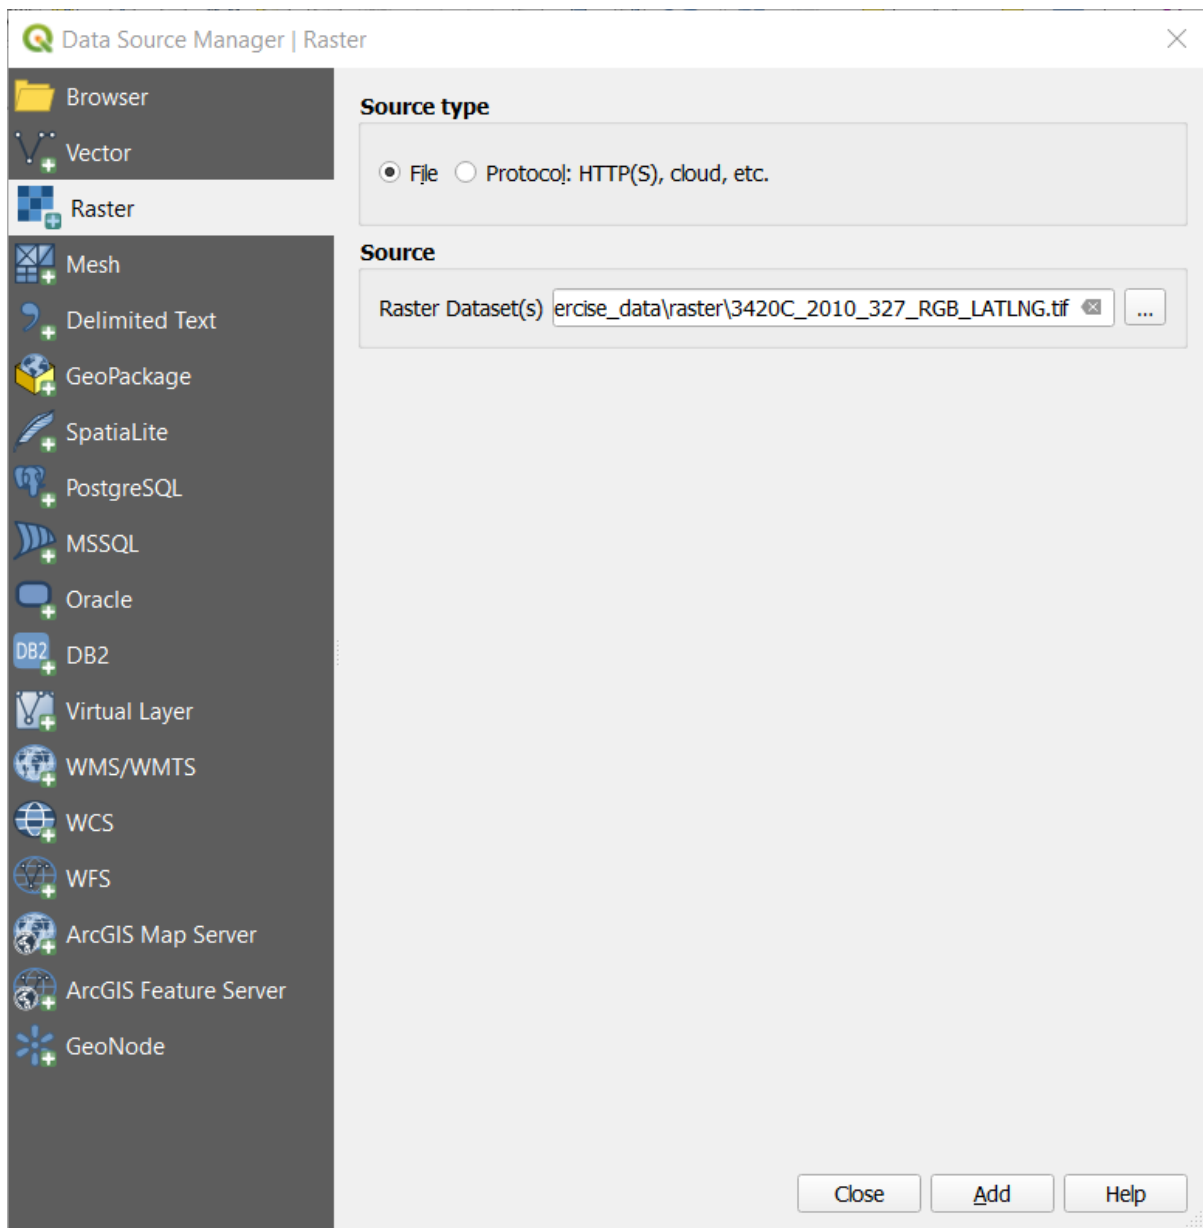 Data Source Manager | Raster
Browser
Vector
Raster
Mesh
Delimited Text
GeoPackage
SpatiaLite
PostgreSQL
MSSQL
Oracle
DB2
DB2
Virtual Layer
WMS/WMTS
WCS
WFS
ArcGIS Map Server
ArcGIS Feature Server
GeoNode
Source type
File Protocol: HTTP(S), cloud, etc.
Source
Raster Dataset(s) ercise_data\raster\3420C_2010_327_RGB_LATLNG.tif ...
Close Add Help